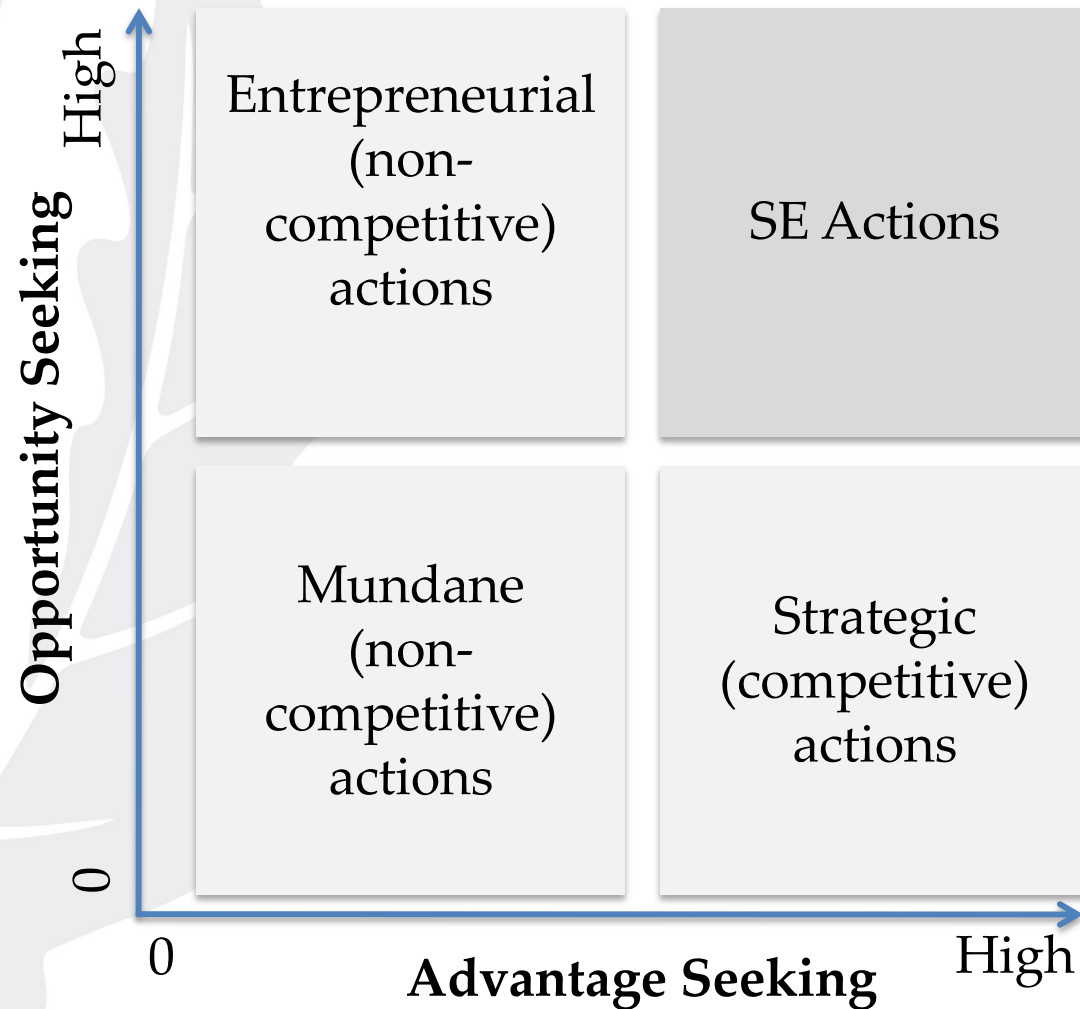 High
Opportunity Seeking
0
Entrepreneurial
(non-
competitive)
actions
SE Actions
Mundane
(non-
competitive)
actions
Strategic
(competitive)
actions
0
Advantage Seeking
High